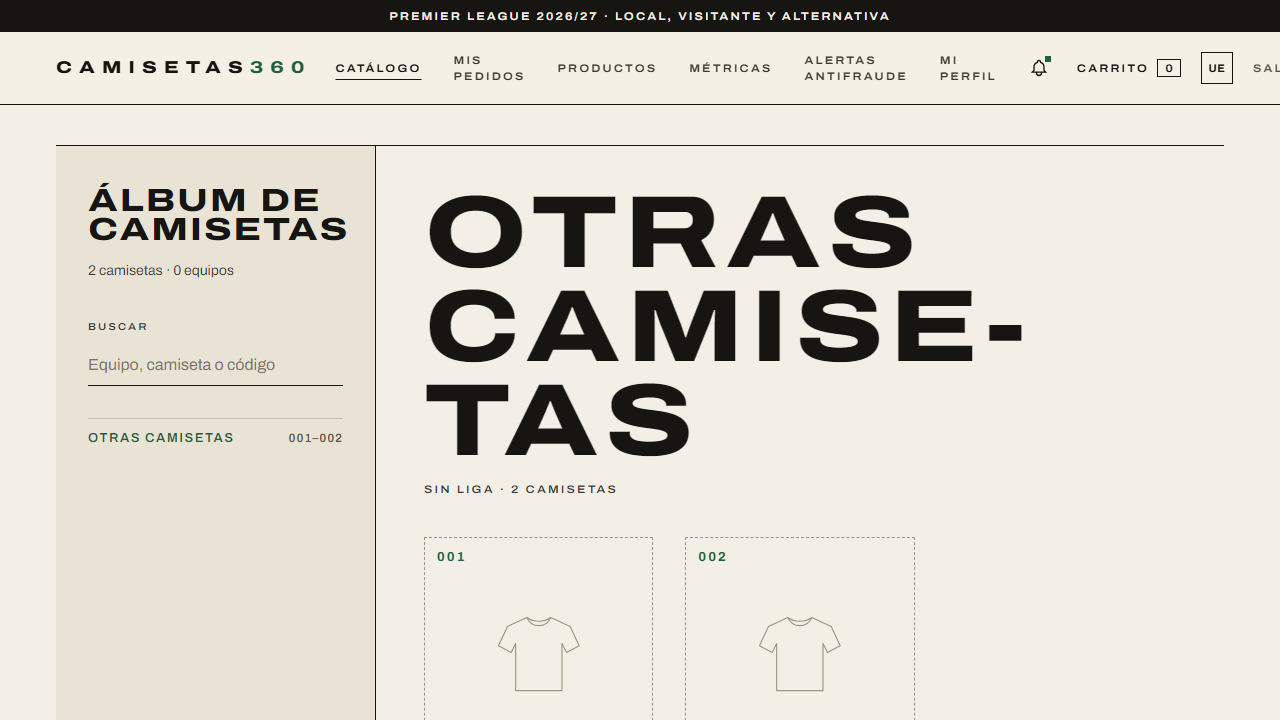 PREMIER LEAGUE 2026/27 · LOCAL, VISITANTE Y ALTERNATIVA
CAMISETAS360
CATÁLOGO
MIS
PEDIDOS
PRODUCTOS
MÉTRICAS
ALERTAS
ANTIFRAUDE
MI
PERFIL
CARRITO 0
UE
SAL
ÁLBUM DE
CAMISETAS
2 camisetas · 0 equipos
BUSCAR
Equipo, camiseta o código
OTRAS CAMISETAS 001–002
OTRAS
CAMISE-
TAS
SIN LIGA · 2 CAMISETAS
001
002